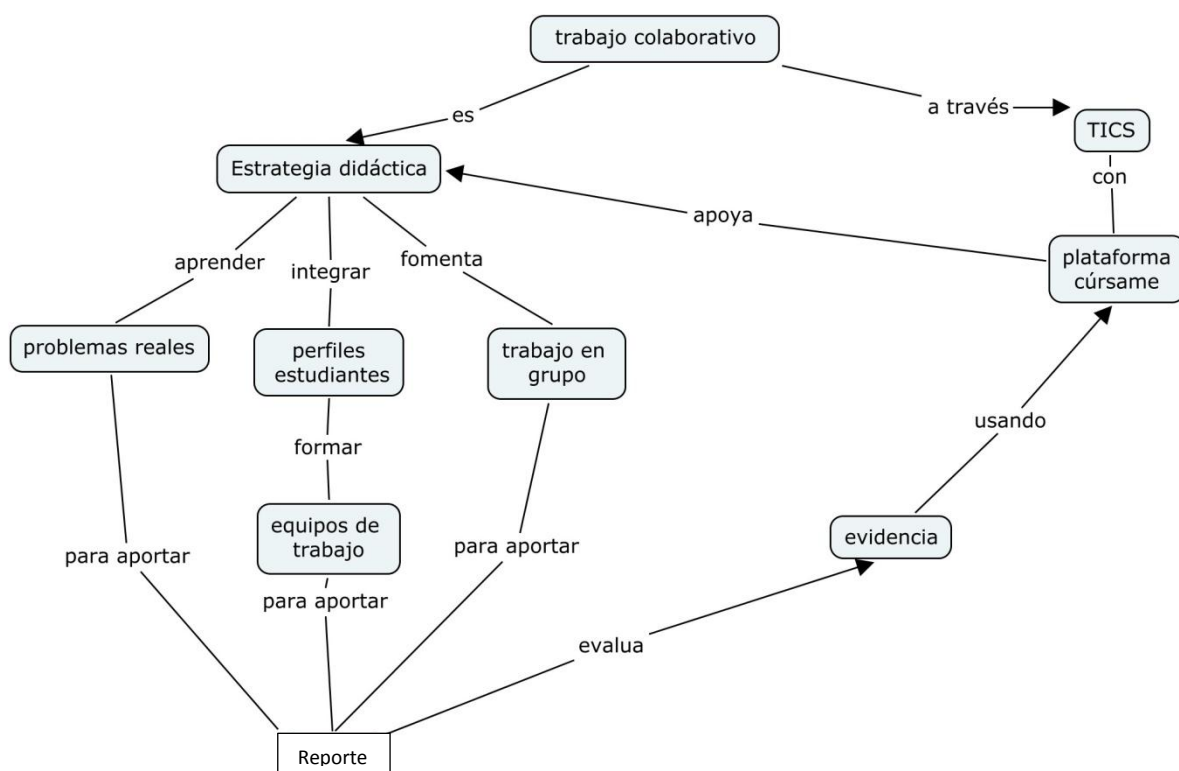 trabajo colaborativo
es
a través
TICS
Estrategia didáctica
con
apoya
aprender
integrar
fomenta
plataforma
cúrsame
problemas reales
perfiles
estudiantes
trabajo en
grupo
usando
formar
equipos de
trabajo
evidencia
para aportar
para aportar
para aportar
evalua
Reporte